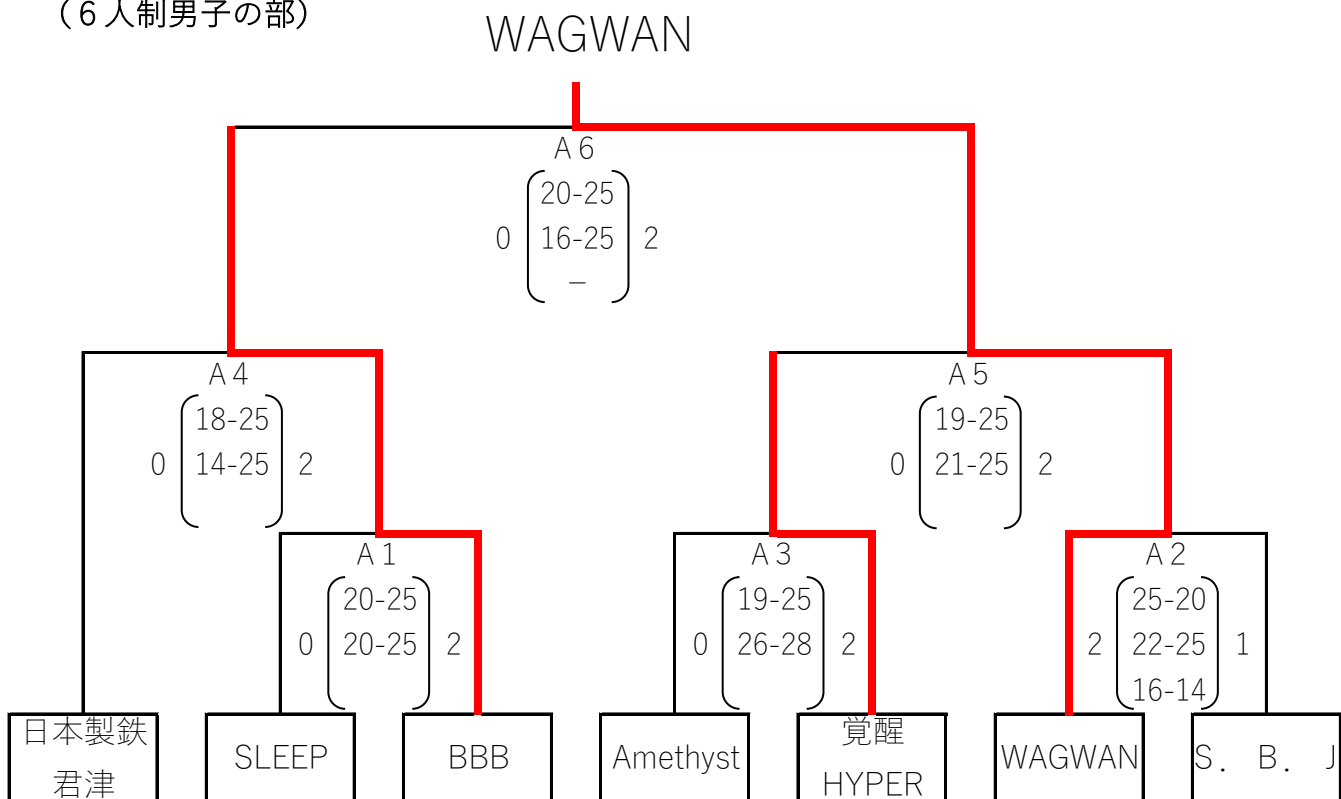 （６人制男子の部）
WAGWAN
A６
20-25
0 16-25 2
–
A４
18-25
0 14-25 2
A５
19-25
0 21-25 2
A１
20-25
0 20-25 2
A３
19-25
0 26-28 2
A２
25-20
2 22-25 1
16-14
日本製鉄
君津
SLEEP
BBB
Amethyst
覚醒
HYPER
WAGWAN
S．B．J